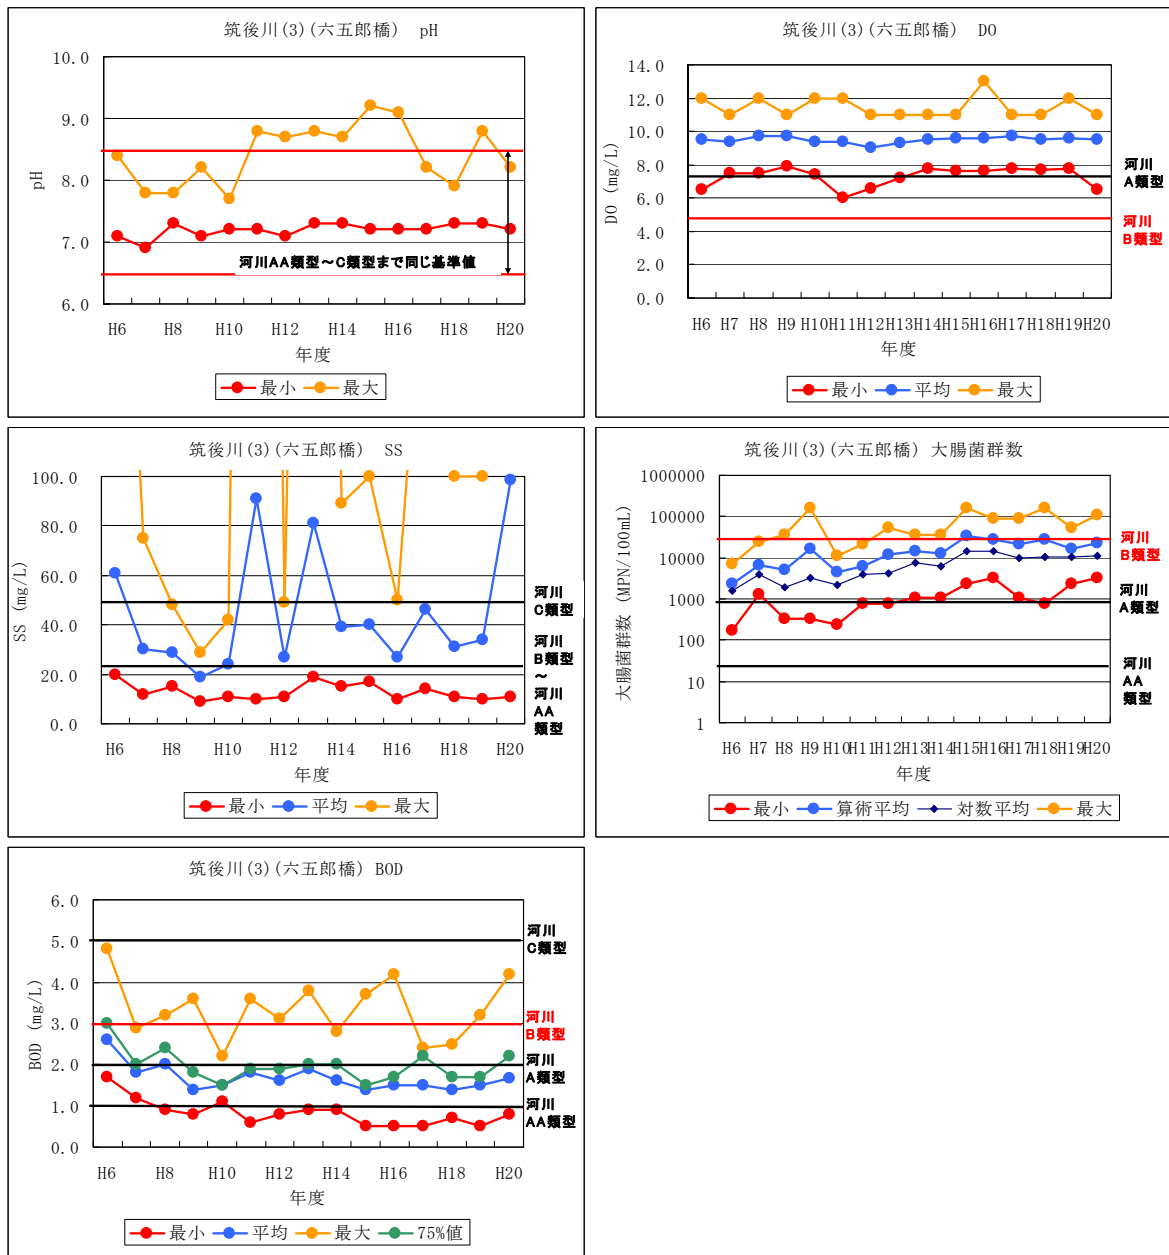 筑後川(3)(六五郎橋) pH
10.0
9.0
8.0
7.0
6.0
pH
河川AA類型～C類型まで同じ基準値
H6 H8 H10 H12 H14 H16 H18 H20
年度
最小 最大
筑後川(3)(六五郎橋) DO
14.0
12.0
10.0
8.0
6.0
4.0
2.0
0.0
DO (mg/L)
河川
A類型
河川
B類型
H6 H7 H8 H9 H10 H11 H12 H13 H14 H15 H16 H17 H18 H19 H20
年度
最小 平均 最大
筑後川(3)(六五郎橋) SS
100.0
80.0
60.0
40.0
20.0
0.0
SS (mg/L)
河川
C類型
河川
B類型
～
河川
AA
類型
H6 H8 H10 H12 H14 H16 H18 H20
年度
最小 平均 最大
筑後川(3)(六五郎橋) 大腸菌群数
1000000
100000
10000
1000
100
10
1
大腸菌群数 (MPN/100mL)
河川
B類型
河川
A類型
河川
AA
類型
H6 H7 H8 H9 H10 H11 H12 H13 H14 H15 H16 H17 H18 H19 H20
年度
最小 算術平均 対数平均 最大
筑後川(3)(六五郎橋) BOD
6.0
5.0
4.0
3.0
2.0
1.0
0.0
BOD (mg/L)
河川
C類型
河川
B類型
河川
A類型
河川
AA類型
H6 H8 H10 H12 H14 H16 H18 H20
年度
最小 平均 最大 75%値